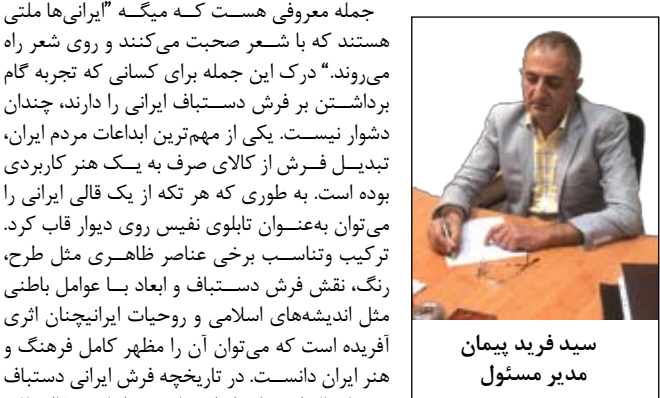 جمله معروفی هست که میگه "ایرانی‌ها ملتی
هستند که با شعر صحبت می‌کنند و روی شعر راه
می‌روند." درک این جمله برای کسانی که تجربه گام
برداشتن بر فرش دستباف ایرانی را دارند، چندان
دشوار نیست. یکی از مهم‌ترین ابداعات مردم ایران،
تبدیل فرش از کالای صرف به یک هنر کاربردی
بوده است. به طوری که هر تکه از یک قالی ایرانی را
می‌توان به‌عنوان تابلوی نفیس روی دیوار قاب کرد.
ترکیب وتناسب برخی عناصر ظاهری مثل طرح،
رنگ، نقش فرش دستباف و ابعاد با عوامل باطنی
مثل اندیشه‌های اسلامی و روحیات ایرانیچنان اثری
آفریده است که می‌توان آن را مظهر کامل فرهنگ و
هنر ایران دانست. در تاریخچه فرش ایرانی دستباف
سید فرید پیمان
مدیر مسئول